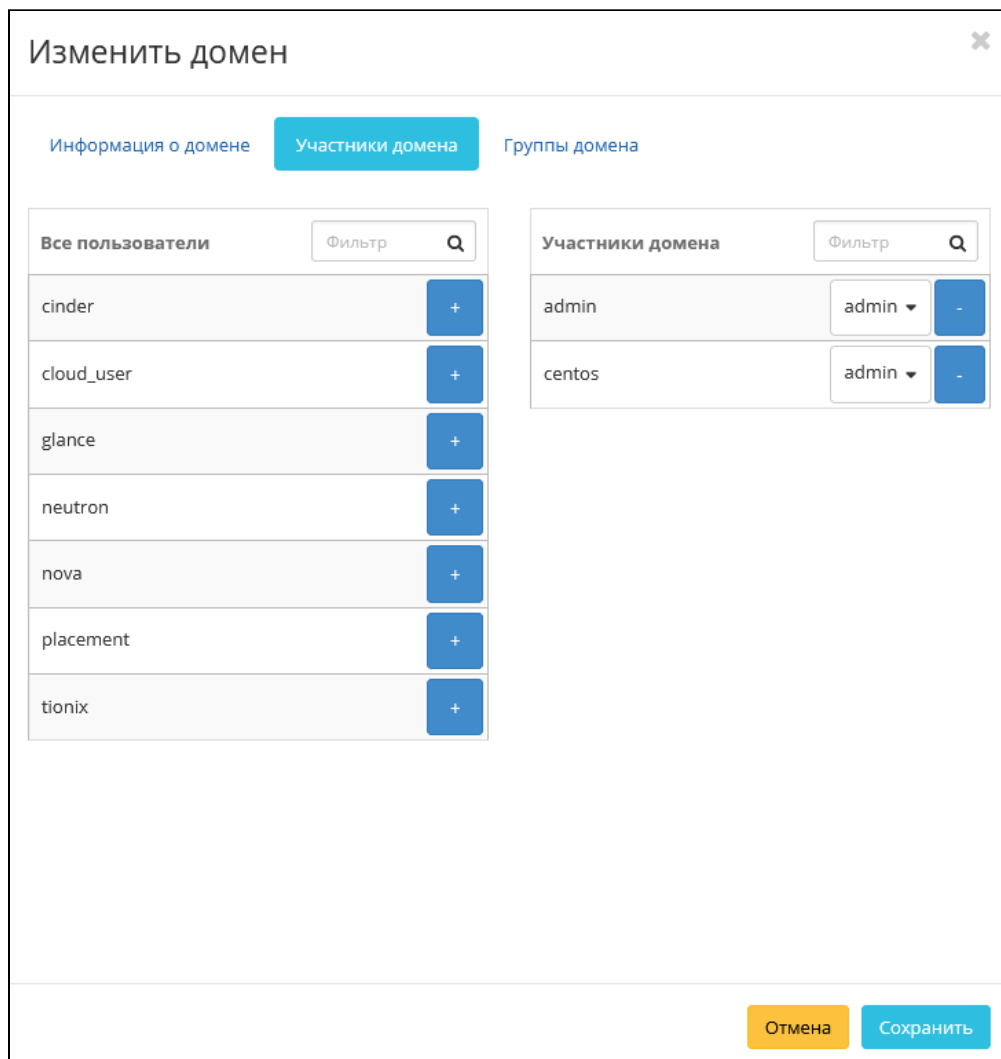 Изменить домен ×
Информация о домене Участники домена Группы домена
Все пользователи Фильтр
cinder +
cloud_user +
glance +
neutron +
nova +
placement +
tionix +
Участники домена Фильтр
admin admin -
centos admin -
Отмена Сохранить